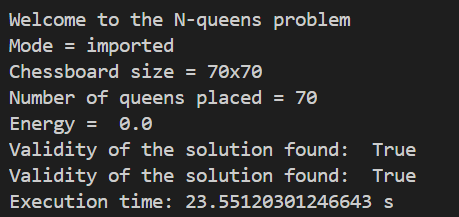 Welcome to the N-queens problem
Mode = imported
Chessboard size = 70x70
Number of queens placed = 70
Energy =  0.0
Validity of the solution found:  True
Validity of the solution found:  True
Execution time: 23.55120301246643 s